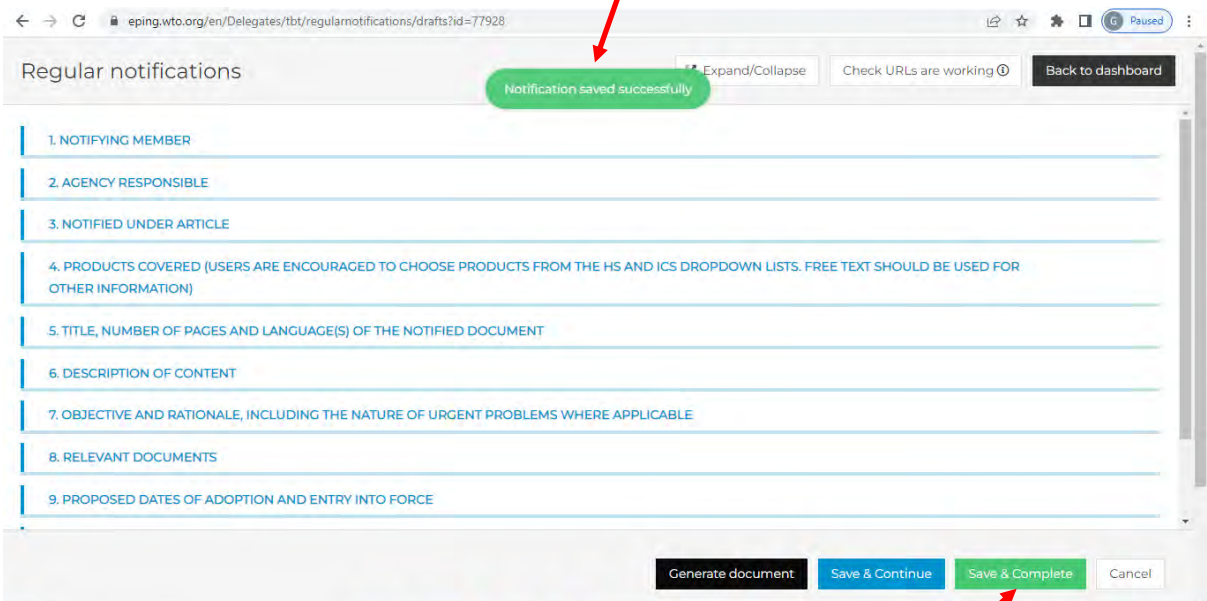 eping.wto.org/en/Delegates/tbt/regularnotifications/drafts?id=77928
G Paused
Regular notifications
Expand/Collapse
Check URLs are working
Back to dashboard
Notification saved successfully
1. NOTIFYING MEMBER
2. AGENCY RESPONSIBLE
3. NOTIFIED UNDER ARTICLE
4. PRODUCTS COVERED (USERS ARE ENCOURAGED TO CHOOSE PRODUCTS FROM THE HS AND ICS DROPDOWN LISTS. FREE TEXT SHOULD BE USED FOR
OTHER INFORMATION)
5. TITLE, NUMBER OF PAGES AND LANGUAGE(S) OF THE NOTIFIED DOCUMENT
6. DESCRIPTION OF CONTENT
7. OBJECTIVE AND RATIONALE, INCLUDING THE NATURE OF URGENT PROBLEMS WHERE APPLICABLE
8. RELEVANT DOCUMENTS
9. PROPOSED DATES OF ADOPTION AND ENTRY INTO FORCE
Generate document
Save & Continue
Save & Complete
Cancel